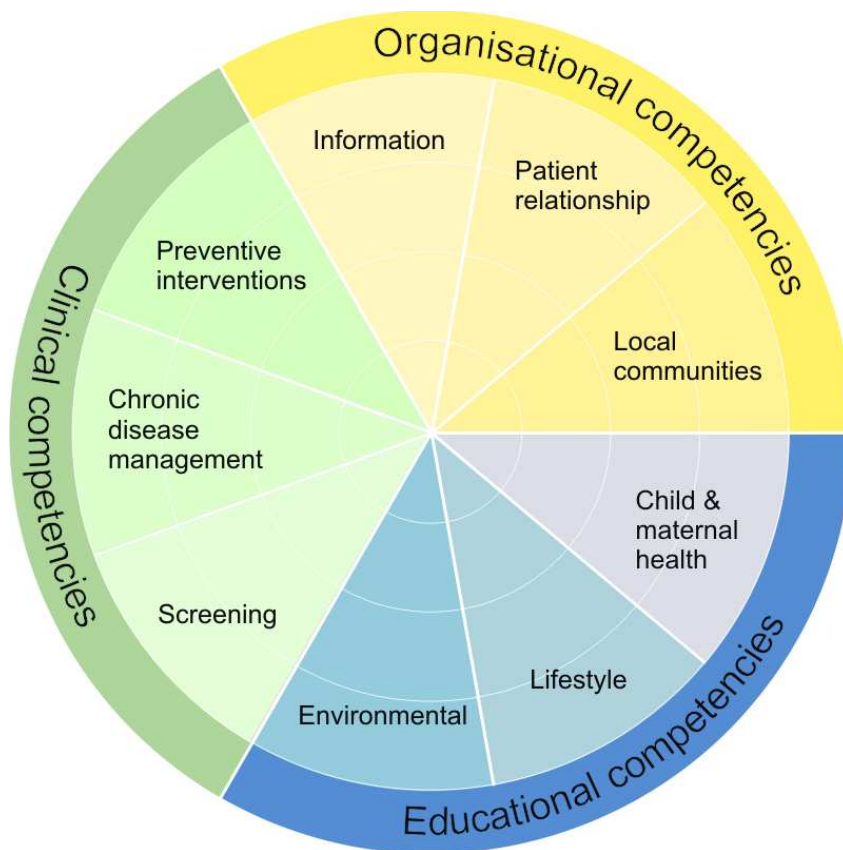 Organisational competencies
Information
Patient
relationship
Local
communities
Child &
maternal
health
Lifestyle
Environmental
Educational competencies
Screening
Chronic
disease
management
Preventive
interventions
Clinical competencies